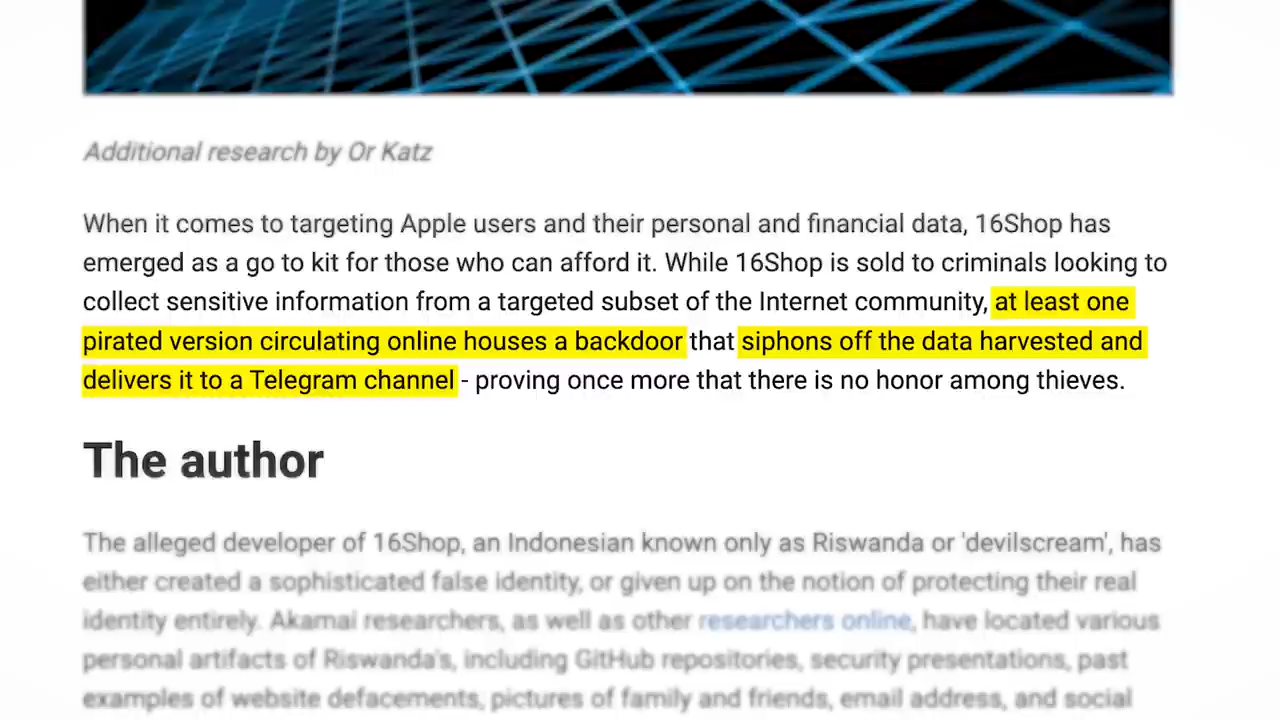 Additional research by Or Katz
When it comes to targeting Apple users and their personal and financial data, 16Shop has
emerged as a go to kit for those who can afford it. While 16Shop is sold to criminals looking to
collect sensitive information from a targeted subset of the Internet community, at least one
pirated version circulating online houses a backdoor that siphons off the data harvested and
delivers it to a Telegram channel - proving once more that there is no honor among thieves.
The author
The alleged developer of 16Shop, an Indonesian known only as Riswanda or 'devilscream', has
either created a sophisticated false identity, or given up on the notion of protecting their real
identity entirely. Akamai researchers, as well as other researchers online, have located various
personal artifacts of Riswanda's, including GitHub repositories, security presentations, past
examples of website defacements, pictures of family and friends, email address, and social